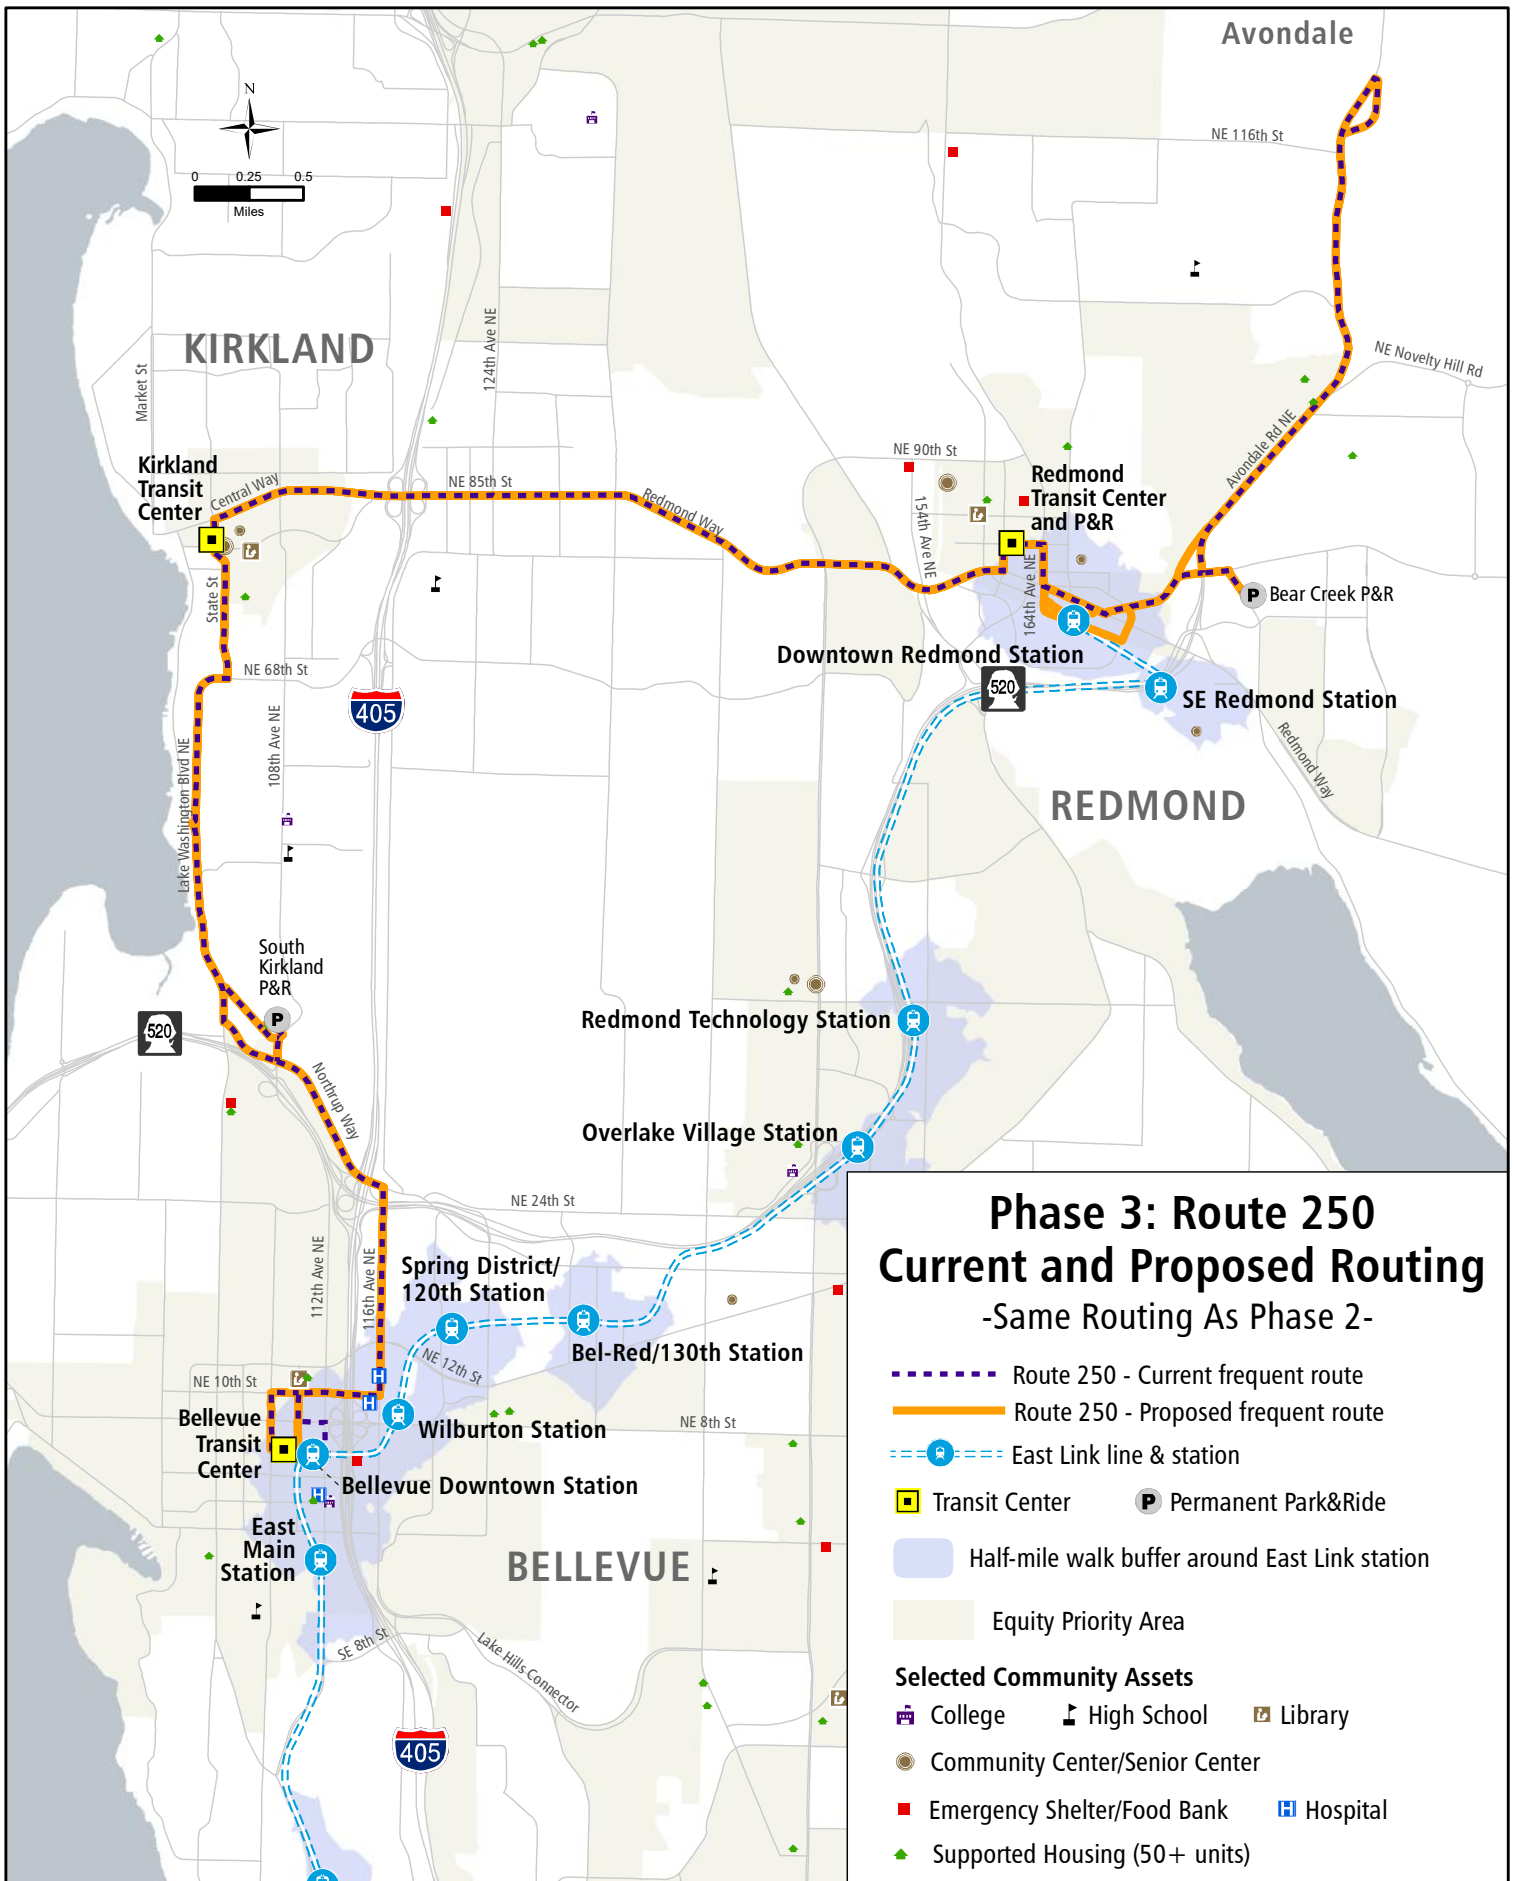 Avondale
N
0 0.25 0.5
Miles
NE 116th St
KIRKLAND
124th Ave NE
Market St
NE Novelty Hill Rd
Avondale Rd NE
Kirkland
Transit
Center
Central Way
NE 85th St
Redmond Way
NE 90th St
154th Ave NE
Redmond
Transit Center
and P&R
164th Ave NE
P
Bear Creek P&R
State St
NE 68th St
405
108th Ave NE
Lake Washington Blvd NE
Downtown Redmond Station
520
SE Redmond Station
Redmond Way
REDMOND
South
Kirkland
P&R
P
520
Northrup Way
Redmond Technology Station
Overlake Village Station
NE 24th St
112th Ave NE
116th Ave NE
Spring District/
120th Station
Bel-Red/130th Station
NE 12th St
NE 10th St
H
H
Bellevue
Transit
Center
Wilburton Station
NE 8th St
Bellevue Downtown Station
H
East
Main
Station
BELLEVUE
SE 8th St
Lake Hills Connector
405
Phase 3: Route 250
Current and Proposed Routing
-Same Routing As Phase 2-
Route 250 - Current frequent route
Route 250 - Proposed frequent route
East Link line & station
Transit Center
P Permanent Park&Ride
Half-mile walk buffer around East Link station
Equity Priority Area
Selected Community Assets
College
High School
Library
Community Center/Senior Center
Emergency Shelter/Food Bank
H Hospital
Supported Housing (50+ units)